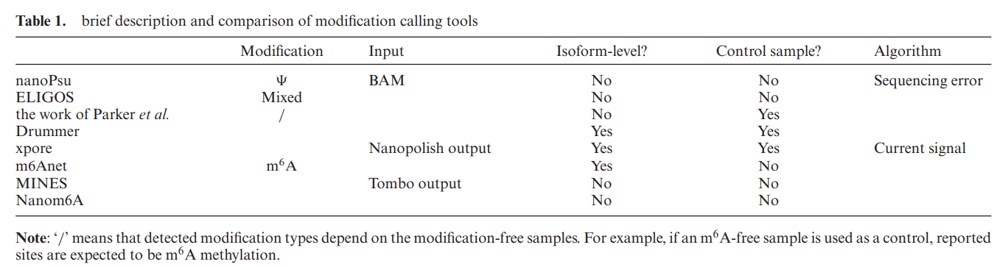 Table 1. brief description and comparison of modification calling tools
Modification Input Isoform-level? Control sample? Algorithm
nanoPsu Ψ BAM No No Sequencing error
ELIGOS Mixed No No
the work of Parker et al. / No Yes
Drummer Yes Yes
xpore Nanopolish output Yes Yes Current signal
m6Anet m⁶A Yes No
MINES Tombo output No No
Nanom6A No No
Note: ‘/’ means that detected modification types depend on the modification-free samples. For example, if an m⁶A-free sample is used as a control, reported
sites are expected to be m⁶A methylation.